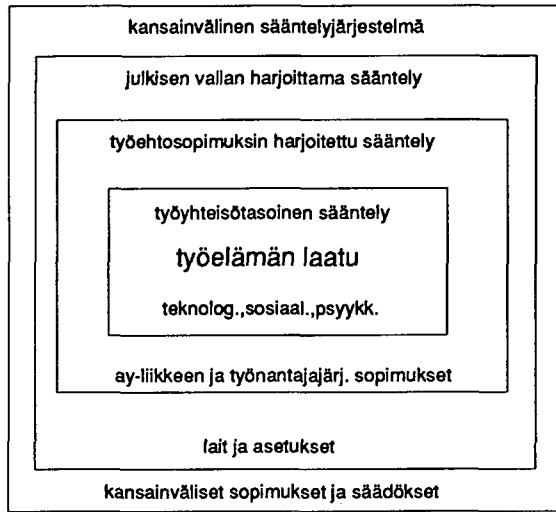 kansainvälinen sääntelyjärjestelmä
julkisen vallan harjoittama sääntely
työehtosopimuksin harjoitettu sääntely
työyhteisötasoinen sääntely
työelämän laatu
teknolog.,sosiaal.,psyykk.
ay-liikkeen ja työnantajajärj. sopimukset
lait ja asetukset
kansainväliset sopimukset ja säädökset